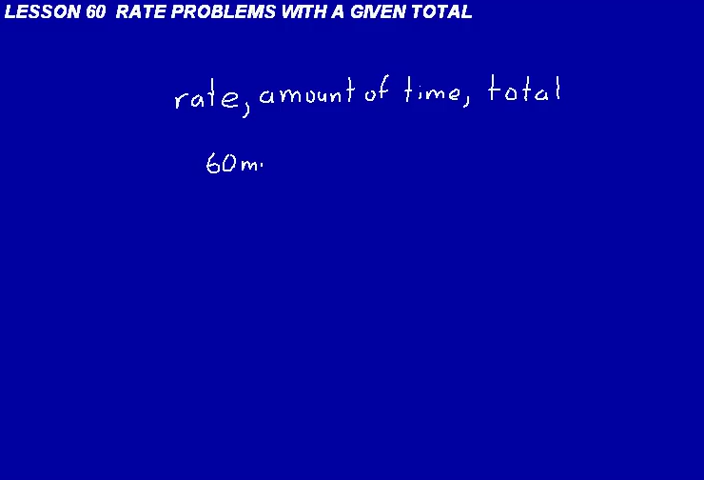 LESSON 60 RATE PROBLEMS WITH A GIVEN TOTAL
rate, amount of time, total
60m.